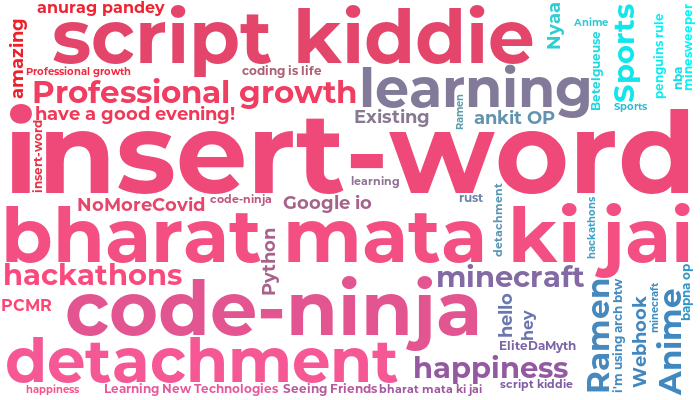 anurag pandey
script kiddie
amazing
Nyaa
Anime
Betelgeuse
Sports
penguins rule
nba
minesweeper
Professional growth
coding is life
Professional growth
learning
Sports
have a good evening!
Existing
Ramen
ankit OP
insert-word
insert-word
learning
NoMoreCovid
code-ninja
Google io
rust
detachment
hackathons
bharat mata ki jai
hackathons
Python
minecraft
bapna op
PCMR
code-ninja
hello
hey
Ramen
i'm using arch btw
Webhook
minecraft
Anime
EliteDaMyth
detachment
happiness
script kiddie
happiness
Learning New Technologies
Seeing Friends
bharat mata ki jai